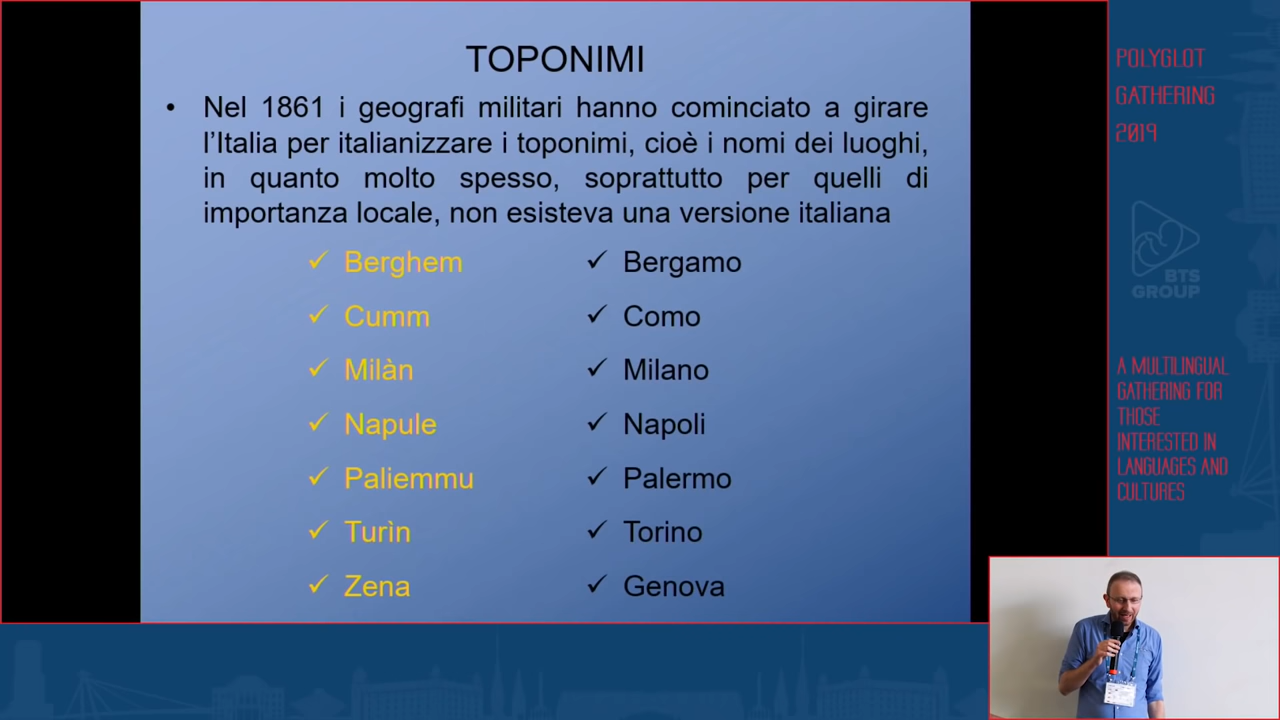 TOPONIMI
• Nel 1861 i geografi militari hanno cominciato a girare
l'Italia per italianizzare i toponimi, cioè i nomi dei luoghi,
in quanto molto spesso, soprattutto per quelli di
importanza locale, non esisteva una versione italiana
✓ Berghem ✓ Bergamo
✓ Cumm ✓ Como
✓ Milàn ✓ Milano
✓ Napule ✓ Napoli
✓ Paliemmu ✓ Palermo
✓ Turìn ✓ Torino
✓ Zena ✓ Genova
POLYGLOT
GATHERING
2019
BTS
GROUP
A MULTILINGUAL
GATHERING FOR
THOSE
INTERESTED IN
LANGUAGES AND
CULTURES